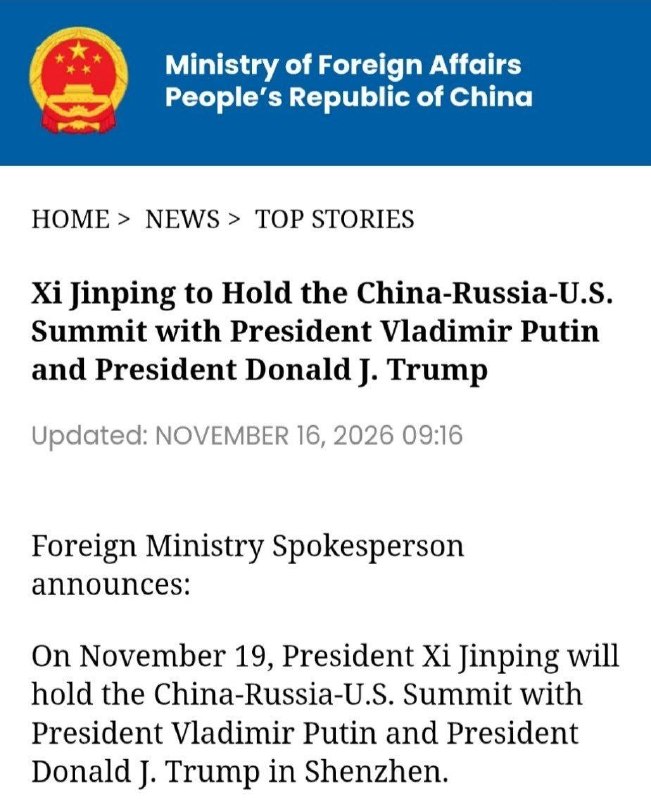 Ministry of Foreign Affairs
People’s Republic of China
HOME > NEWS > TOP STORIES
Xi Jinping to Hold the China-Russia-U.S.
Summit with President Vladimir Putin
and President Donald J. Trump
Updated: NOVEMBER 16, 2026 09:16
Foreign Ministry Spokesperson
announces:
On November 19, President Xi Jinping will
hold the China-Russia-U.S. Summit with
President Vladimir Putin and President
Donald J. Trump in Shenzhen.